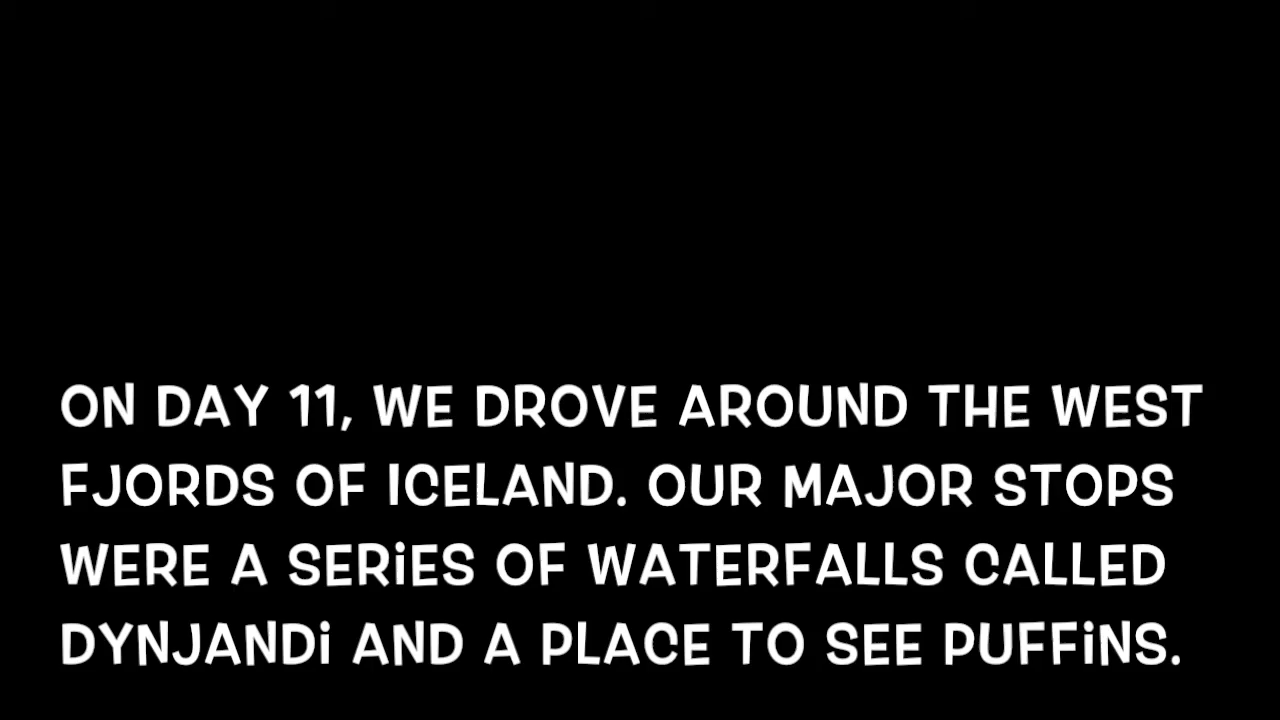 ON DAY 11, WE DROVE AROUND THE WEST
FJORDS OF ICELAND. OUR MAJOR STOPS
WERE A SERiES OF WATERFALLS CALLED
DYNJANDi AND A PLACE TO SEE PUFFiNS.